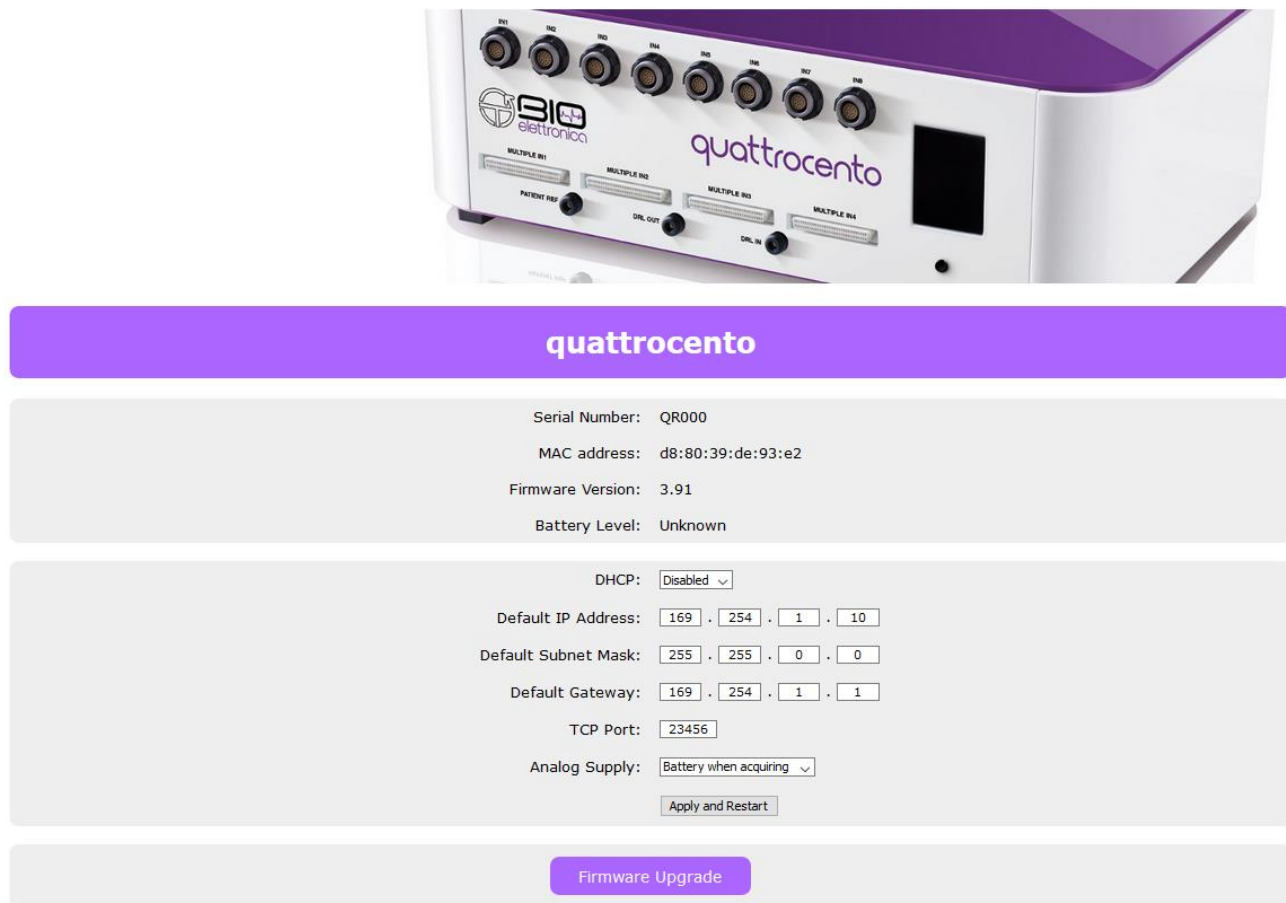 IN1 IN2 IN3 IN4 IN5 IN6 IN7 IN8
BIO
elettronica
quattrocento
MULTIPLE IN1 MULTIPLE IN2 MULTIPLE IN3 MULTIPLE IN4
PATIENT REF DRL OUT DRL IN
quattrocento
Serial Number: QR000
MAC address: d8:80:39:de:93:e2
Firmware Version: 3.91
Battery Level: Unknown
DHCP: Disabled
Default IP Address: 169 . 254 . 1 . 10
Default Subnet Mask: 255 . 255 . 0 . 0
Default Gateway: 169 . 254 . 1 . 1
TCP Port: 23456
Analog Supply: Battery when acquiring
Apply and Restart
Firmware Upgrade